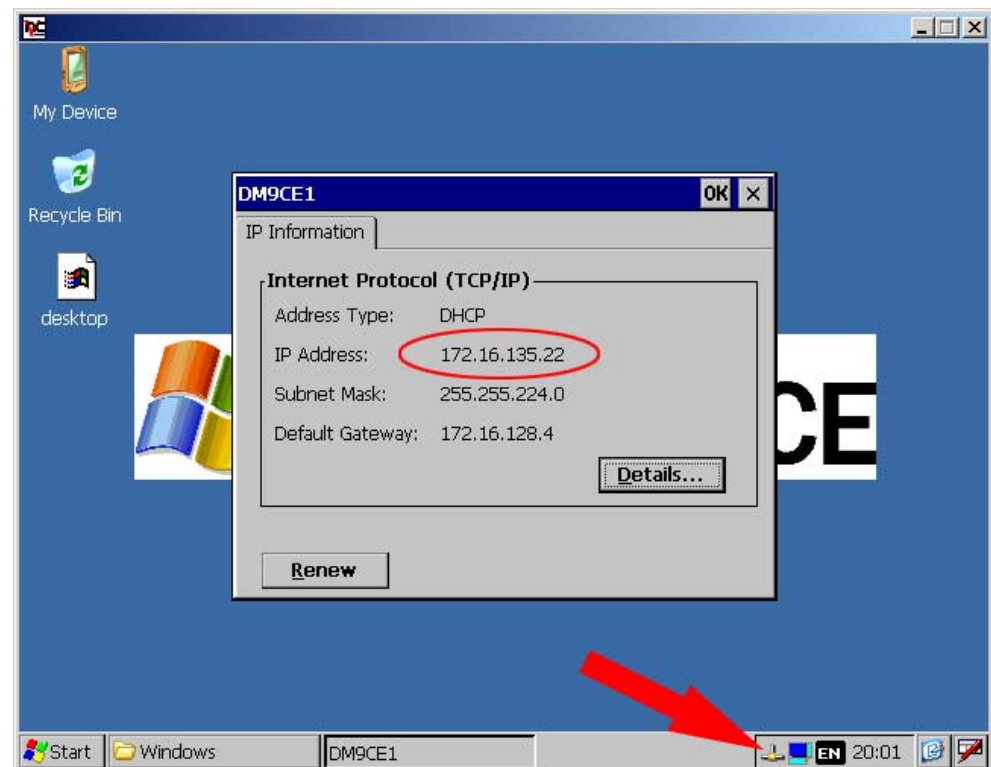 My Device
Recycle Bin
desktop
DM9CE1
OK
IP Information
Internet Protocol (TCP/IP)
Address Type: DHCP
IP Address: 172.16.135.22
Subnet Mask: 255.255.224.0
Default Gateway: 172.16.128.4
Details...
Renew
CE
Start
Windows
DM9CE1
EN
20:01